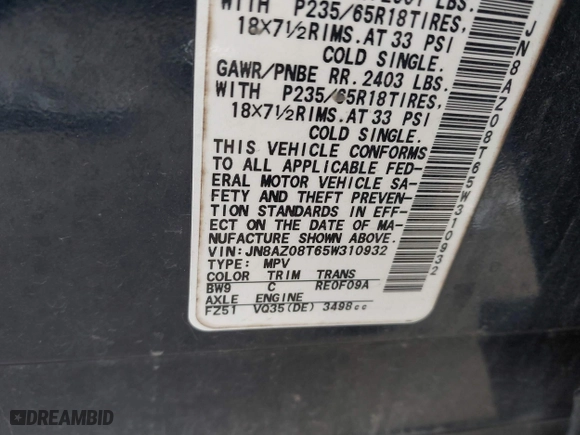 LBS.
WITH P235/65R18TIRES,
18X7½RIMS.AT 33 PSI
COLD SINGLE.
GAWR/PNBE RR. 2403 LBS.
WITH P235/65R18TIRES,
18X7½RIMS.AT 33 PSI
COLD SINGLE.
THIS VEHICLE CONFORMS
TO ALL APPLICABLE FED-
ERAL MOTOR VEHICLE SA-
FETY AND THEFT PREVEN-
TION STANDARDS IN EFF-
ECT ON THE DATE OF MA-
NUFACTURE SHOWN ABOVE.
VIN:JN8AZ08T65W310932
TYPE: MPV
COLOR TRIM TRANS
BW9 C RE0F09A
AXLE ENGINE
FZ51 VQ35(DE) 3498cc
JN8AZ08T65W310932
DREAMBID